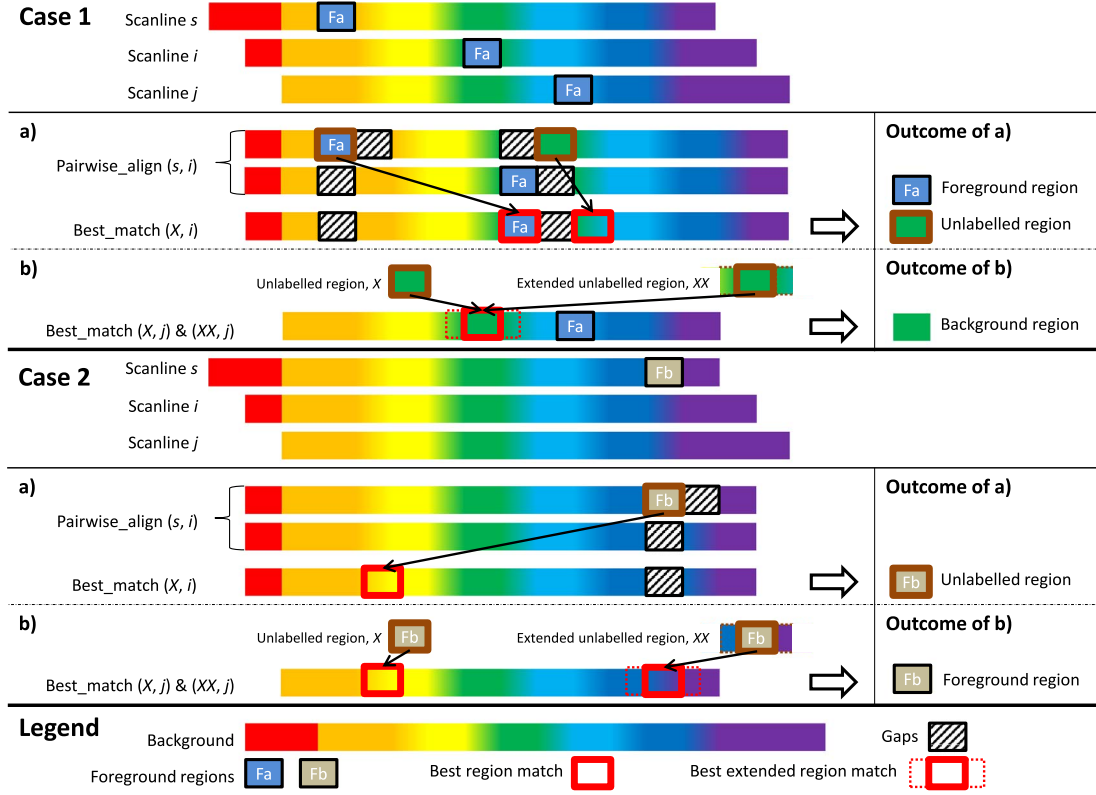 Case 1
Scanline s
Fa
Scanline i
Fa
Scanline j
Fa
a)
Outcome of a)
Pairwise_align (s, i)
Fa
Fa
Best_match (X, i)
Fa
Fa
Foreground region
Unlabelled region
b)
Unlabelled region, X
Extended unlabelled region, XX
Outcome of b)
Best_match (X, j) & (XX, j)
Fa
Background region
Case 2
Scanline s
Fb
Scanline i
Scanline j
a)
Outcome of a)
Pairwise_align (s, i)
Fb
Best_match (X, i)
Fb
Unlabelled region
b)
Unlabelled region, X
Fb
Extended unlabelled region, XX
Fb
Outcome of b)
Best_match (X, j) & (XX, j)
Fb
Foreground region
Legend
Background
Gaps
Foreground regions
Fa
Fb
Best region match
Best extended region match